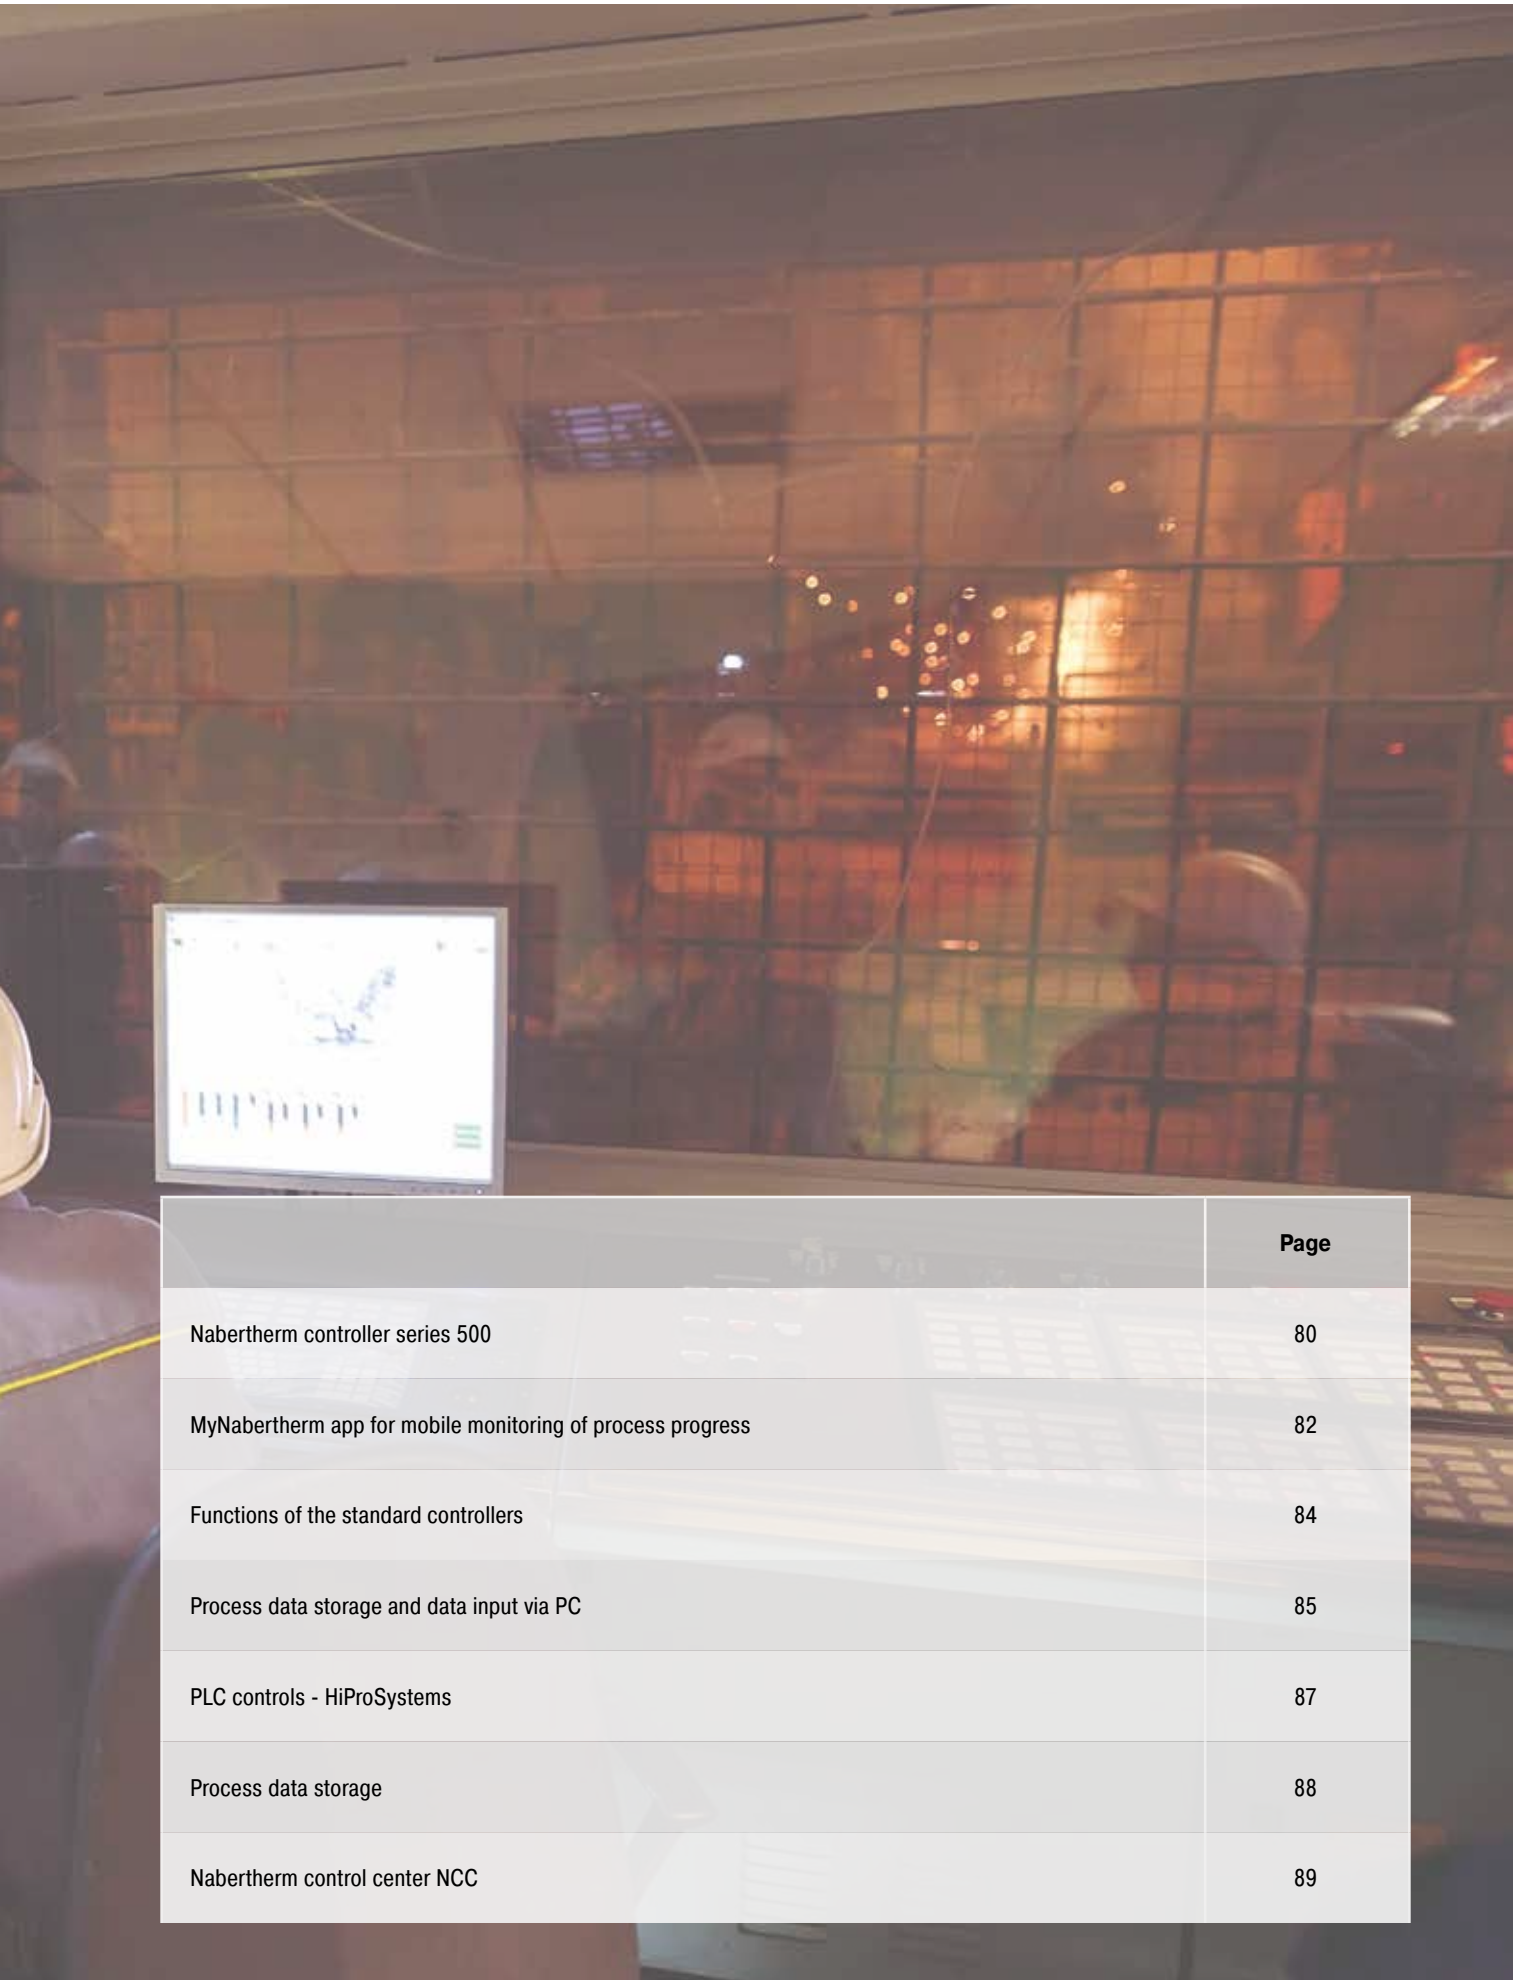 Page
Nabertherm controller series 500 80
MyNabertherm app for mobile monitoring of process progress 82
Functions of the standard controllers 84
Process data storage and data input via PC 85
PLC controls - HiProSystems 87
Process data storage 88
Nabertherm control center NCC 89